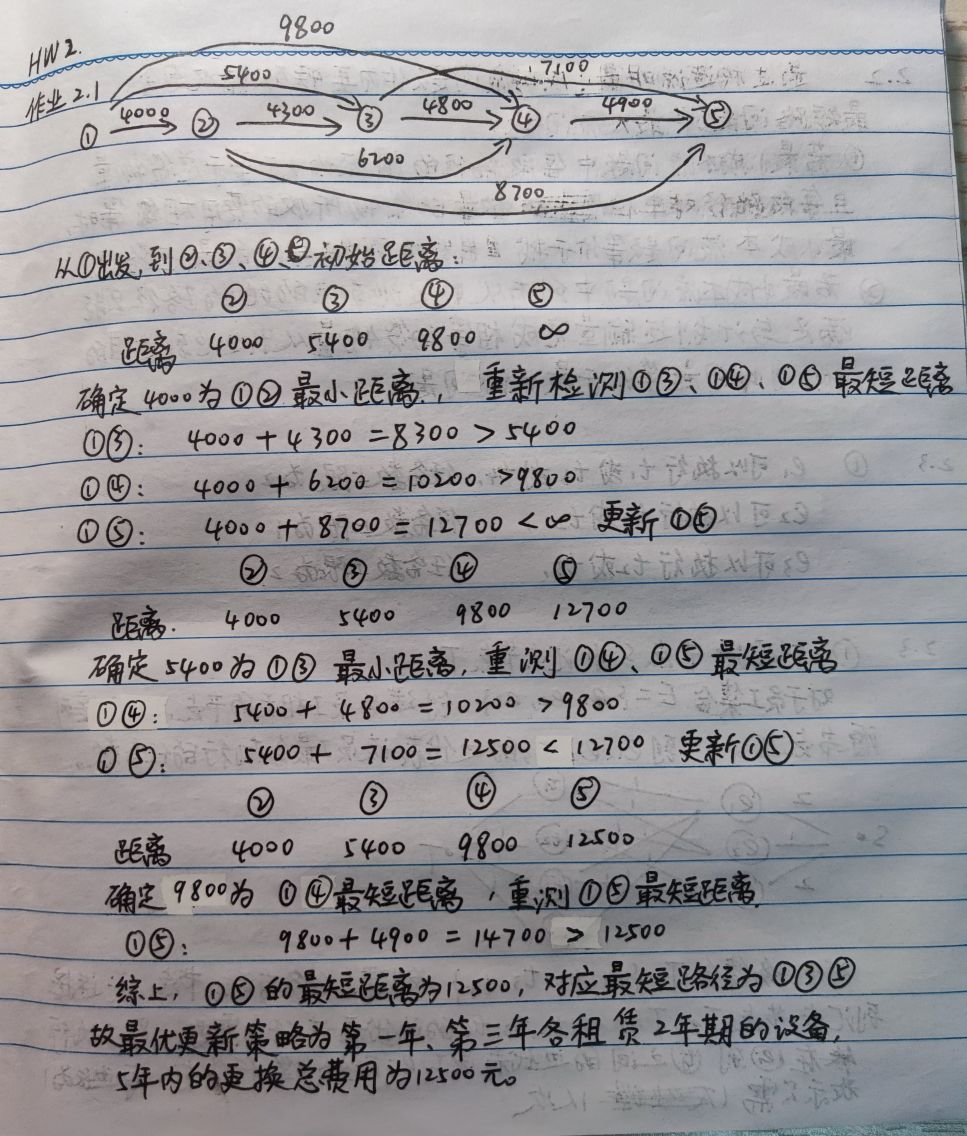 HW 2.
作业 2.1
9800
5400
7100
① 4000 ② 4300 ③ 4800 ④ 4900 ⑤
6200
8700
从①出发,到②、③、④、⑤初始距离:
② ③ ④ ⑤
距离 4000 5400 9800 ∞
确定4000为①②最小距离, 重新检测①③、①④、①⑤最短距离
①③: 4000+4300=8300>5400
①④: 4000+6200=10200>9800
①⑤: 4000+8700=12700<∞ 更新①⑤
② ③ ④ ⑤
距离. 4000 5400 9800 12700
确定5400为①③最小距离,重测①④、①⑤最短距离
①④: 5400+4800=10200>9800
①⑤: 5400+7100=12500<12700 更新①⑤
② ③ ④ ⑤
距离 4000 5400 9800 12500
确定9800为①④最短距离,重测①⑤最短距离.
①⑤: 9800+4900=14700>12500
综上,①⑤的最短距离为12500,对应最短路径为①③⑤
故最优更新策略为第一年、第三年各租赁2年期的设备,
5年内的更换总费用为12500元。